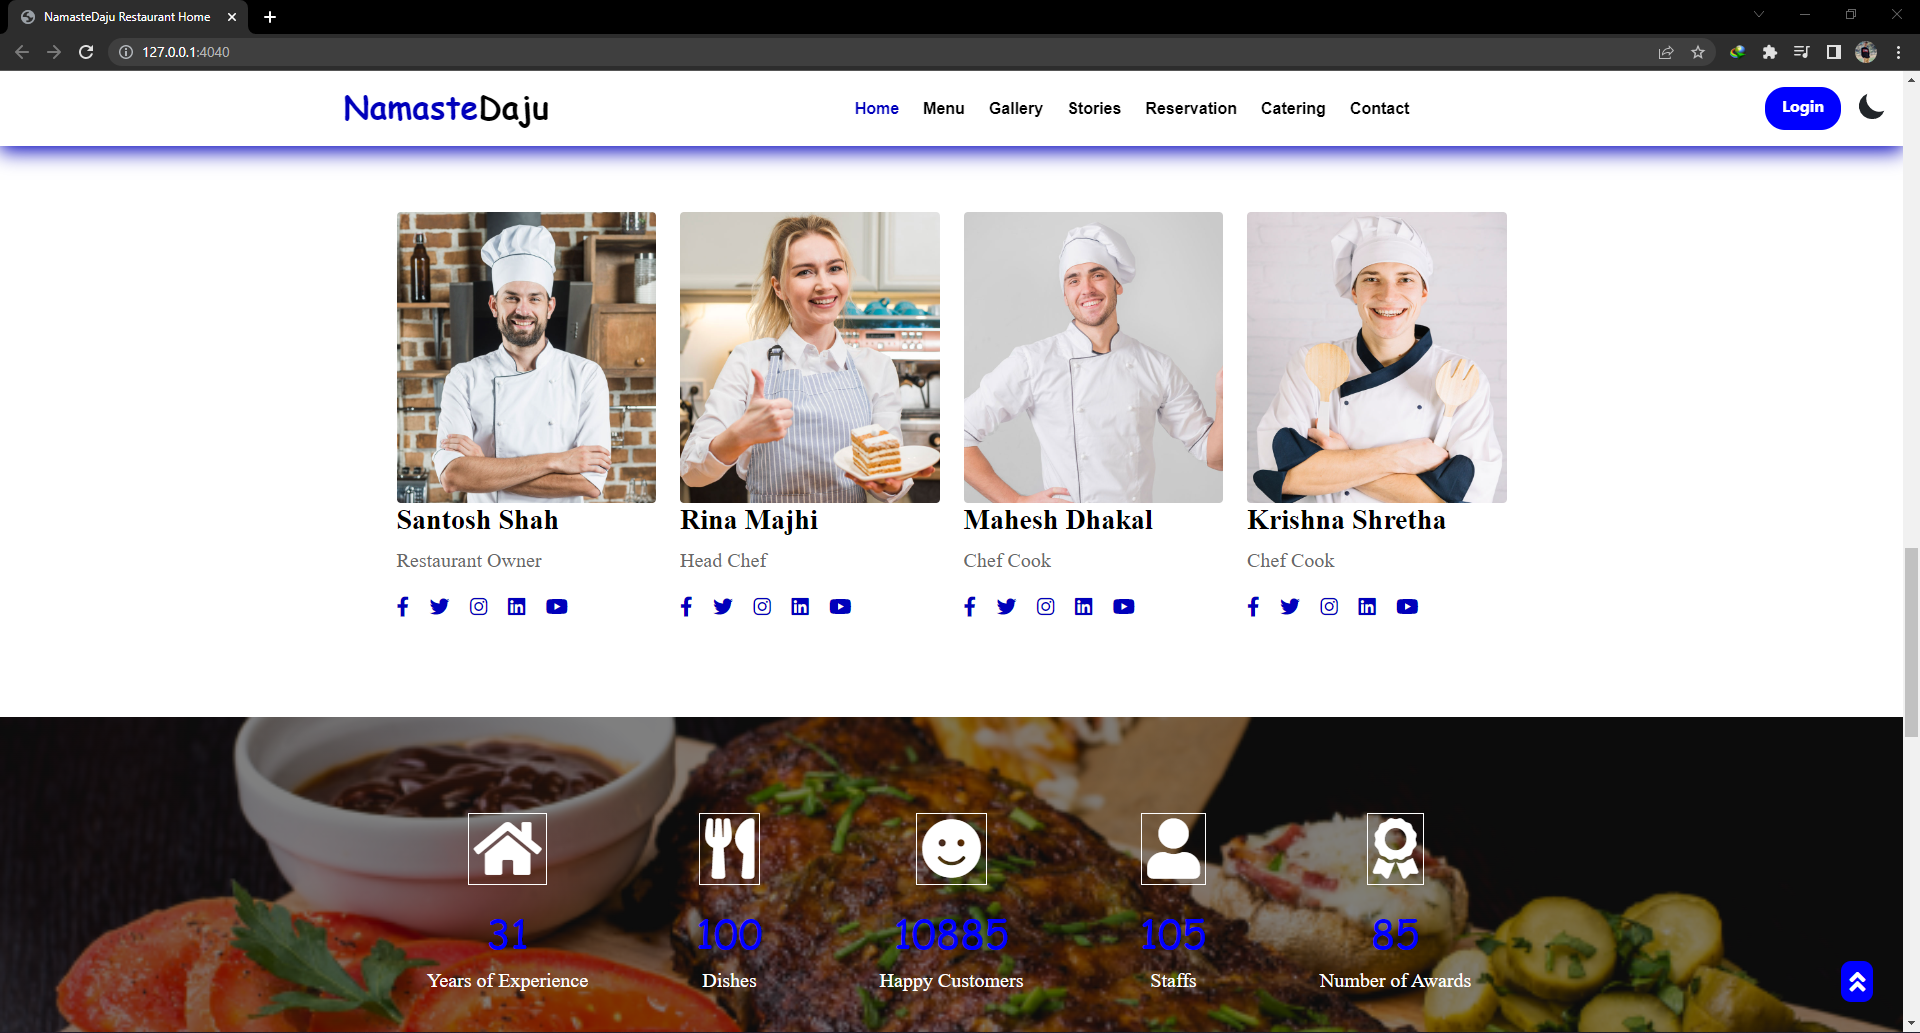 NamasteDaju Restaurant Home
127.0.0.1:4040
NamasteDaju
Home Menu Gallery Stories Reservation Catering Contact
Login
Santosh Shah Rina Majhi Mahesh Dhakal Krishna Shretha
Restaurant Owner Head Chef Chef Cook Chef Cook
31 100 10885 105 85
Years of Experience Dishes Happy Customers Staffs Number of Awards